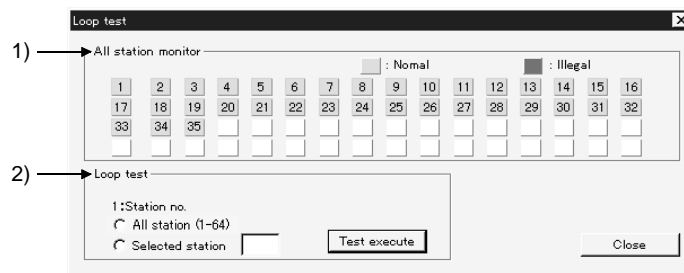 Loop test
1)
All station monitor
: Nomal : Illegal
1 2 3 4 5 6 7 8 9 10 11 12 13 14 15 16
17 18 19 20 21 22 23 24 25 26 27 28 29 30 31 32
33 34 35
2)
Loop test
1:Station no.
All station (1-64)
Selected station
Test execute
Close